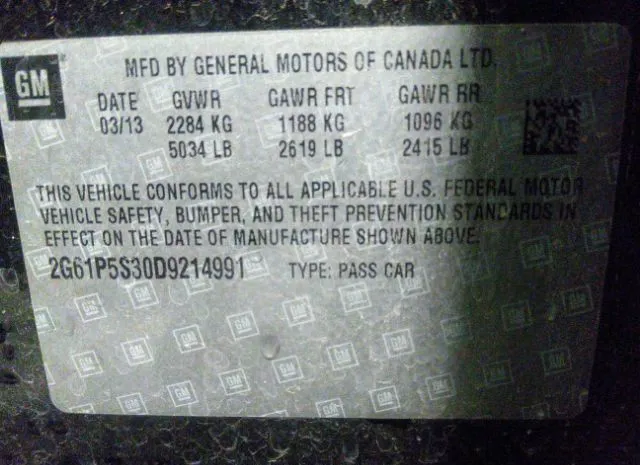 GM
MFD BY GENERAL MOTORS OF CANADA LTD.
DATE GVWR GAWR FRT GAWR RR
03/13 2284 KG 1188 KG 1096 KG
5034 LB 2619 LB 2415 LB
THIS VEHICLE CONFORMS TO ALL APPLICABLE U.S. FEDERAL MOTOR
VEHICLE SAFETY, BUMPER, AND THEFT PREVENTION STANDARDS IN
EFFECT ON THE DATE OF MANUFACTURE SHOWN ABOVE.
2G61P5S30D9214991 TYPE: PASS CAR